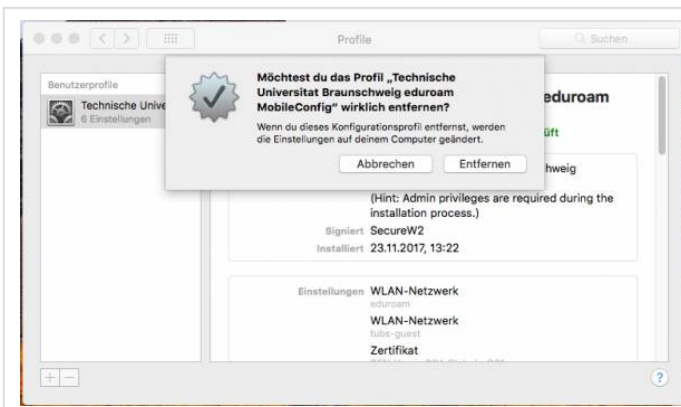 Profile
Suchen
Benutzerprofile
Technische Unive
6 Einstellungen
Möchtest du das Profil „Technische
Universitat Braunschweig eduroam
MobileConfig“ wirklich entfernen?
Wenn du dieses Konfigurationsprofil entfernst, werden
die Einstellungen auf deinem Computer geändert.
Abbrechen Entfernen
eduroam
üft
hweig
(Hint: Admin privileges are required during the
installation process.)
Signiert SecureW2
Installiert 23.11.2017, 13:22
Einstellungen WLAN-Netzwerk
eduroam
WLAN-Netzwerk
tubs-guest
Zertifikat
?